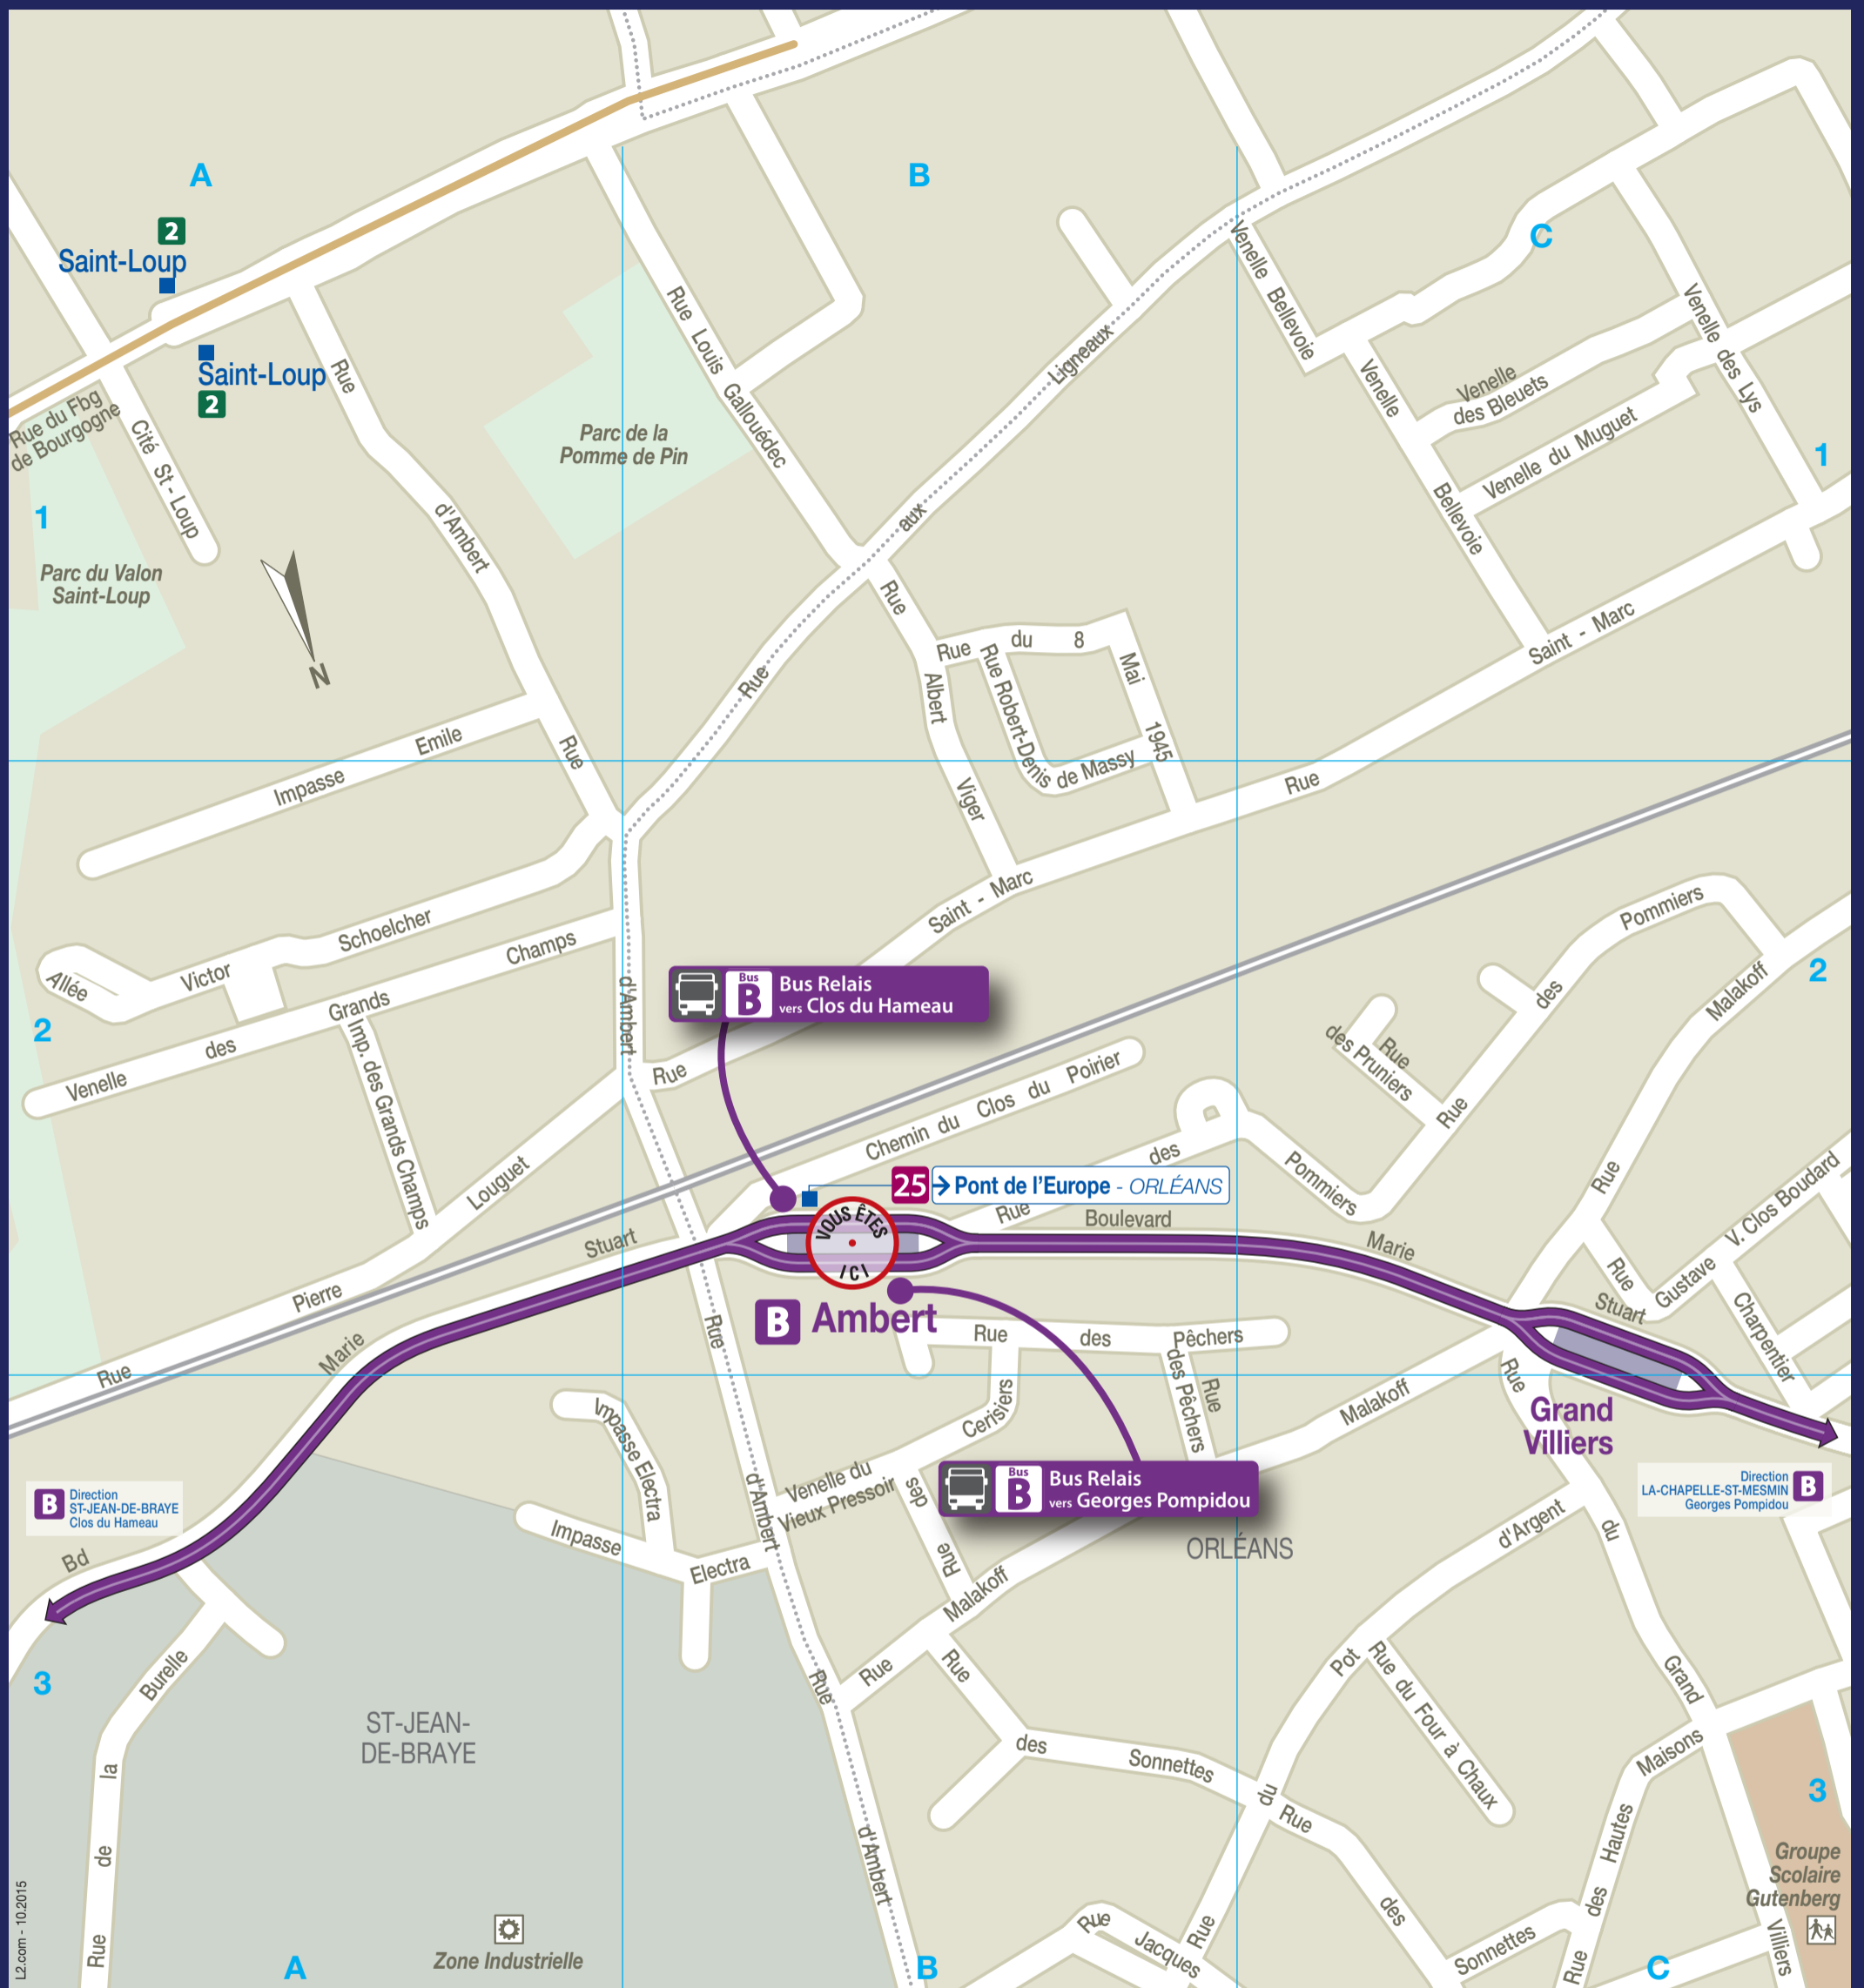 A
B
C
2
Saint-Loup
Saint-Loup
2
Rue du Fbg
de Bourgogne
Cité St - Loup
Rue d'Ambert
Rue Louis Gallouédec
Parc de la
Pomme de Pin
Rue aux Ligneaux
Venelle Bellevoie
Venelle Bellevoie
Venelle
des Bleuets
Venelle du Muguet
Venelle des Lys
1
1
Parc du Valon
Saint-Loup
N
Rue Albert Viger
Rue du 8 Mai 1945
Rue Robert-Denis de Massy
Rue Saint - Marc
Saint - Marc
Impasse Emile
Rue d'Ambert
Allée Victor Schoelcher
Venelle des Grands Champs
Imp. des Grands Champs
2
2
Bus
B
Bus Relais
vers Clos du Hameau
Rue
Rue Pierre Louguet
Chemin du Clos du Poirier
25
Pont de l'Europe - ORLÉANS
Rue des Pommiers
Rue des Pommiers
Rue
des Pruniers
Rue Malakoff
VOUS ÊTES
ICI
B Ambert
Bd Marie Stuart
Boulevard Marie Stuart
Rue Gustave
V. Clos Boudard
Charpentier
Rue des Pêchers
Rue
des Pêchers
Cerisiers
Rue des
Venelle du
Vieux Pressoir
Rue d'Ambert
Impasse Electra
Impasse Electra
Bus
B
Bus Relais
vers Georges Pompidou
ORLÉANS
Rue Malakoff
Malakoff
Grand
Villiers
B
Direction
ST-JEAN-DE-BRAYE
Clos du Hameau
Direction
LA-CHAPELLE-ST-MESMIN
Georges Pompidou
B
Rue du Grand Villiers
Rue du Pot d'Argent
Rue du Four à Chaux
Rue des Sonnettes
Rue des Sonnettes
Rue des Hautes Maisons
Rue Jacques
Rue d'Ambert
Rue de la Burelle
3
3
ST-JEAN-
DE-BRAYE
Zone Industrielle
Groupe
Scolaire
Gutenberg
A
B
C
L2.com - 10.2015